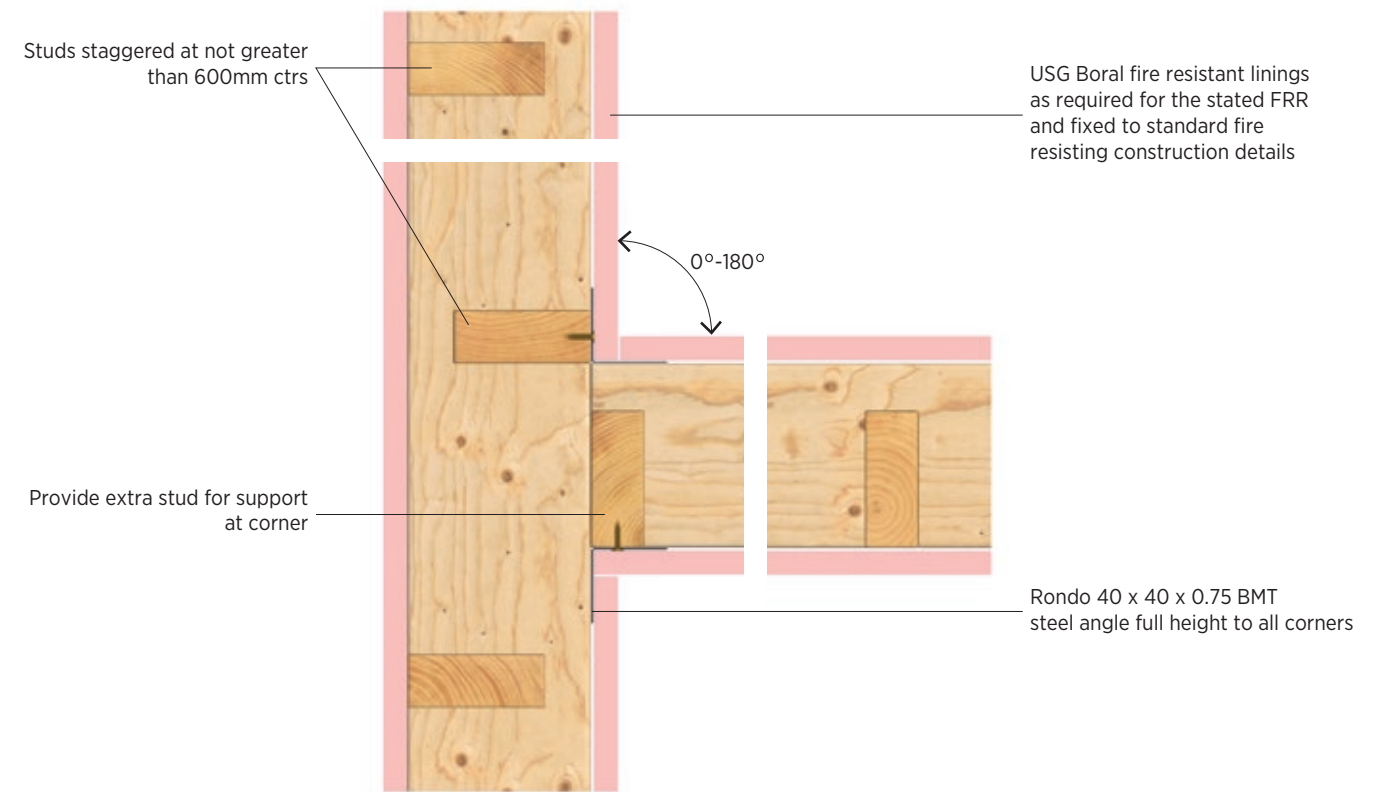 Studs staggered at not greater
than 600mm ctrs
USG Boral fire resistant linings
as required for the stated FRR
and fixed to standard fire
resisting construction details
0°-180°
Provide extra stud for support
at corner
Rondo 40 x 40 x 0.75 BMT
steel angle full height to all corners